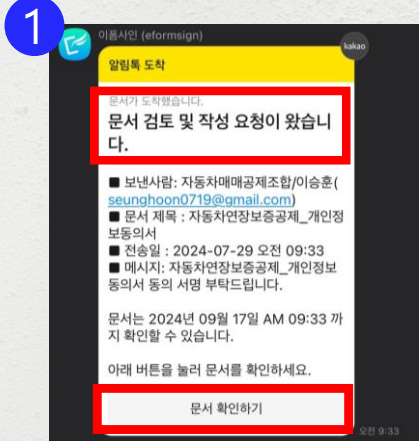 1
이폼사인 (eformsign)
kakao
알림톡 도착
문서가 도착했습니다.
문서 검토 및 작성 요청이 왔습니
다.
■ 보낸사람: 자동차매매공제조합/이승훈(
seunghoon0719@gmail.com)
■ 문서 제목 : 자동차연장보증공제_개인정
보동의서
■ 전송일 : 2024-07-29 오전 09:33
■ 메시지: 자동차연장보증공제_개인정보
동의서 동의 서명 부탁드립니다.
문서는 2024년 09월 17일 AM 09:33 까
지 확인할 수 있습니다.
아래 버튼을 눌러 문서를 확인하세요.
문서 확인하기
오전 9:33